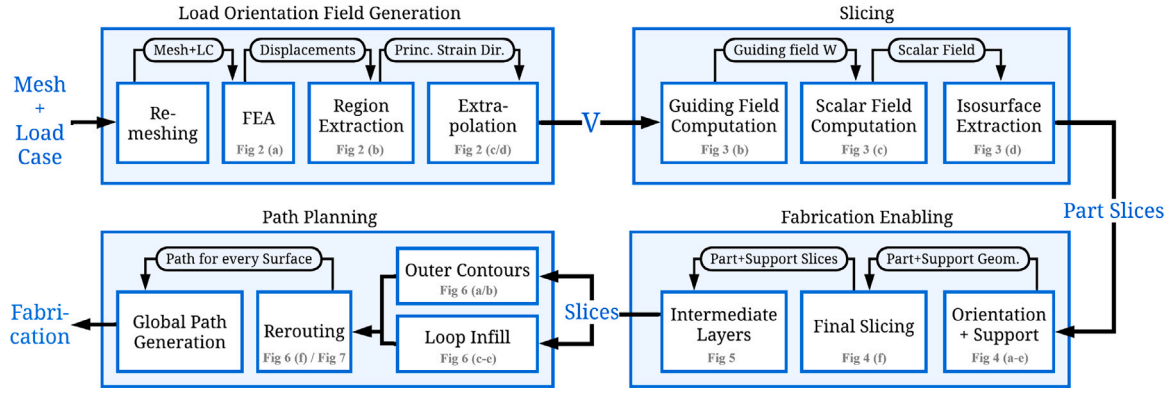 Load Orientation Field Generation
Mesh+LC
Displacements
Princ. Strain Dir.
Mesh
+
Load
Case
Re-
meshing
FEA
Fig 2 (a)
Region
Extraction
Fig 2 (b)
Extra-
polation
Fig 2 (c/d)
V
Slicing
Guiding field W
Scalar Field
Guiding Field
Computation
Fig 3 (b)
Scalar Field
Computation
Fig 3 (c)
Isosurface
Extraction
Fig 3 (d)
Part Slices
Fabrication Enabling
Part+Support Slices
Part+Support Geom.
Intermediate
Layers
Fig 5
Final Slicing
Fig 4 (f)
Orientation
+ Support
Fig 4 (a-e)
Slices
Path Planning
Path for every Surface
Outer Contours
Fig 6 (a/b)
Loop Infill
Fig 6 (c-e)
Rerouting
Fig 6 (f) / Fig 7
Global Path
Generation
Fabri-
cation